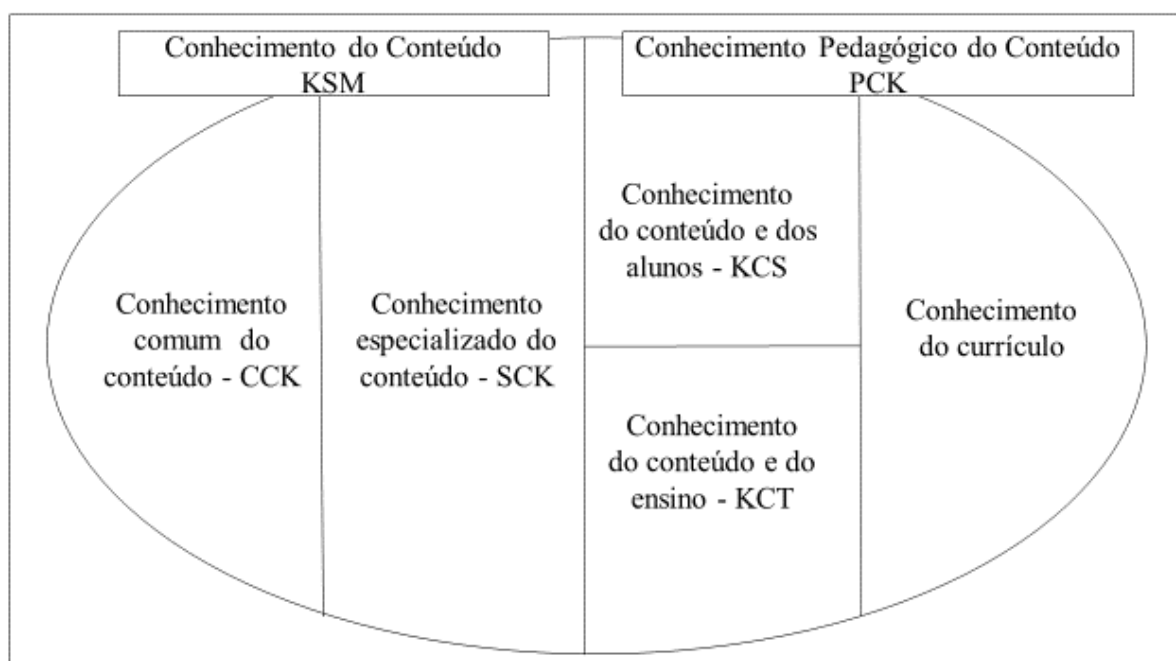 Conhecimento do Conteúdo
KSM
Conhecimento Pedagógico do Conteúdo
PCK
Conhecimento
comum do
conteúdo - CCK
Conhecimento
especializado do
conteúdo - SCK
Conhecimento
do conteúdo e dos
alunos - KCS
Conhecimento
do conteúdo e do
ensino - KCT
Conhecimento
do currículo